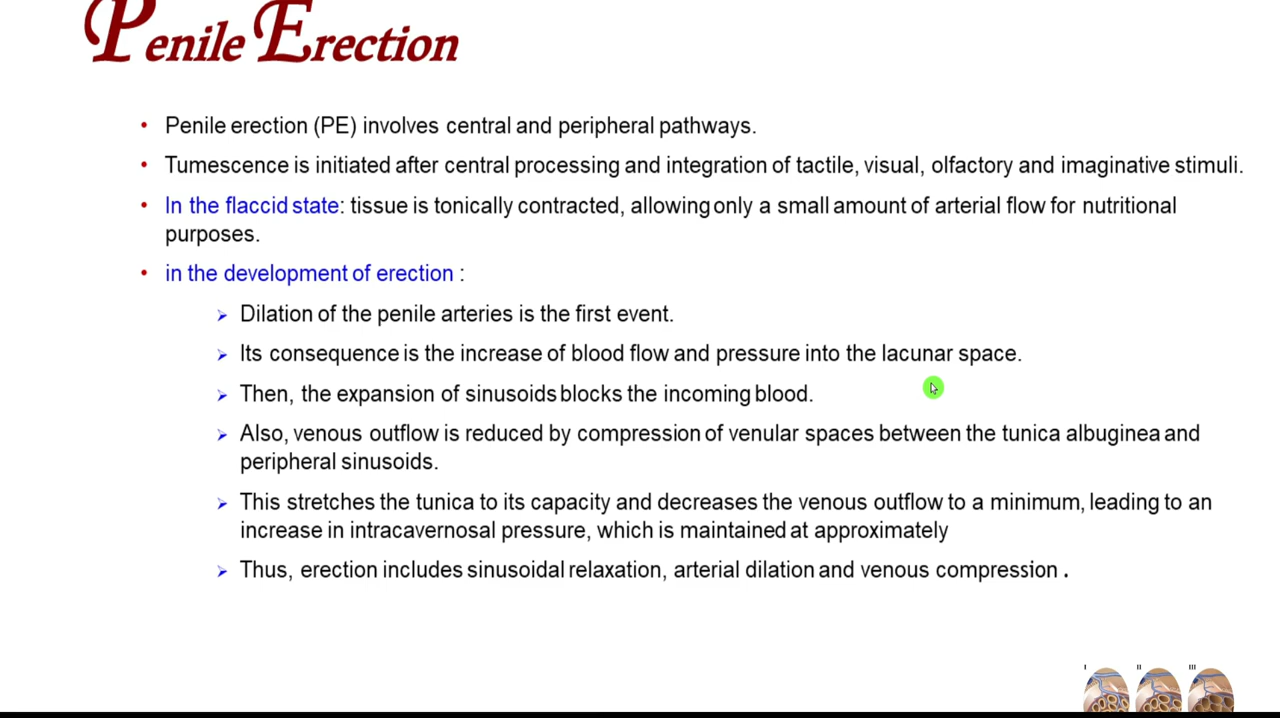 Penile Erection
• Penile erection (PE) involves central and peripheral pathways.
• Tumescence is initiated after central processing and integration of tactile, visual, olfactory and imaginative stimuli.
• In the flaccid state: tissue is tonically contracted, allowing only a small amount of arterial flow for nutritional
purposes.
• in the development of erection :
➢ Dilation of the penile arteries is the first event.
➢ Its consequence is the increase of blood flow and pressure into the lacunar space.
➢ Then, the expansion of sinusoids blocks the incoming blood.
➢ Also, venous outflow is reduced by compression of venular spaces between the tunica albuginea and
peripheral sinusoids.
➢ This stretches the tunica to its capacity and decreases the venous outflow to a minimum, leading to an
increase in intracavernosal pressure, which is maintained at approximately
➢ Thus, erection includes sinusoidal relaxation, arterial dilation and venous compression .
I II III